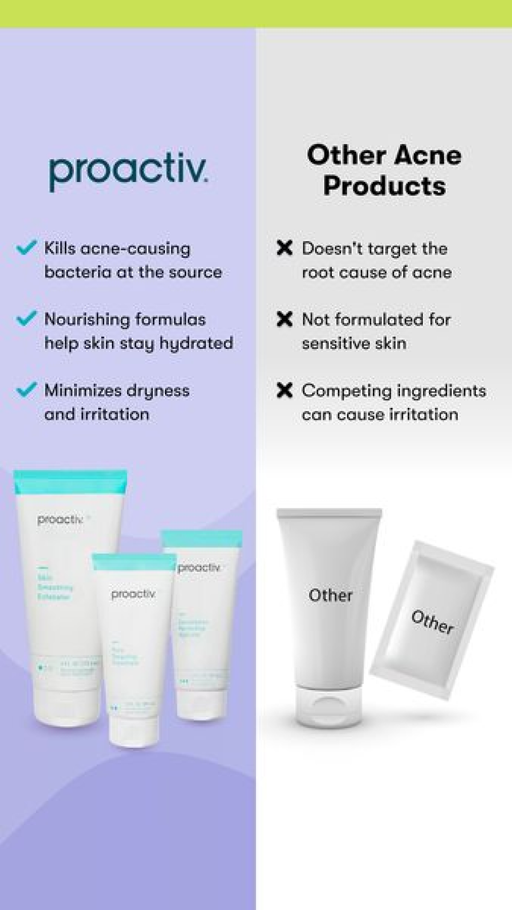 proactiv.
Kills acne-causing
bacteria at the source
Nourishing formulas
help skin stay hydrated
Minimizes dryness
and irritation
Other Acne
Products
Doesn't target the
root cause of acne
Not formulated for
sensitive skin
Competing ingredients
can cause irritation
proactiv
Skin
Smoothing
Exfoliator
proactiv.
proactiv.
Other
Other